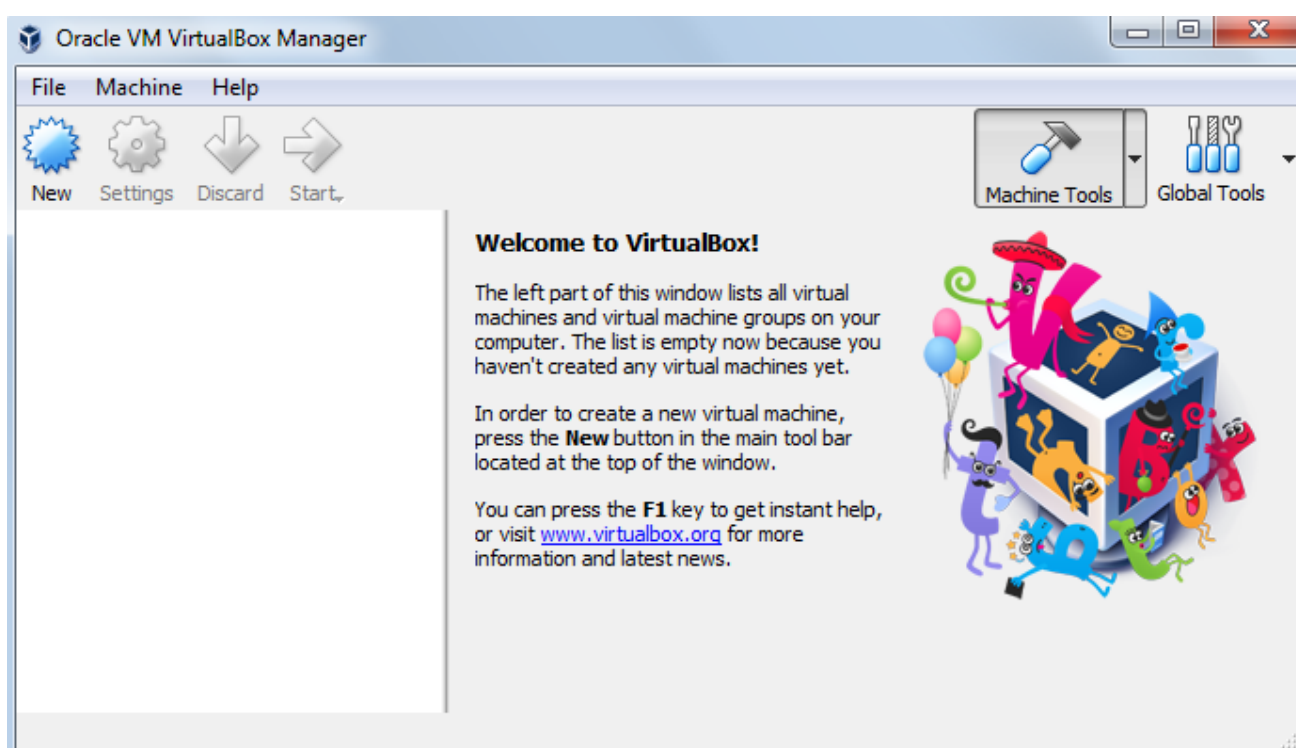 Oracle VM VirtualBox Manager
File Machine Help
New Settings Discard Start
Machine Tools Global Tools
Welcome to VirtualBox!
The left part of this window lists all virtual
machines and virtual machine groups on your
computer. The list is empty now because you
haven't created any virtual machines yet.
In order to create a new virtual machine,
press the New button in the main tool bar
located at the top of the window.
You can press the F1 key to get instant help,
or visit www.virtualbox.org for more
information and latest news.